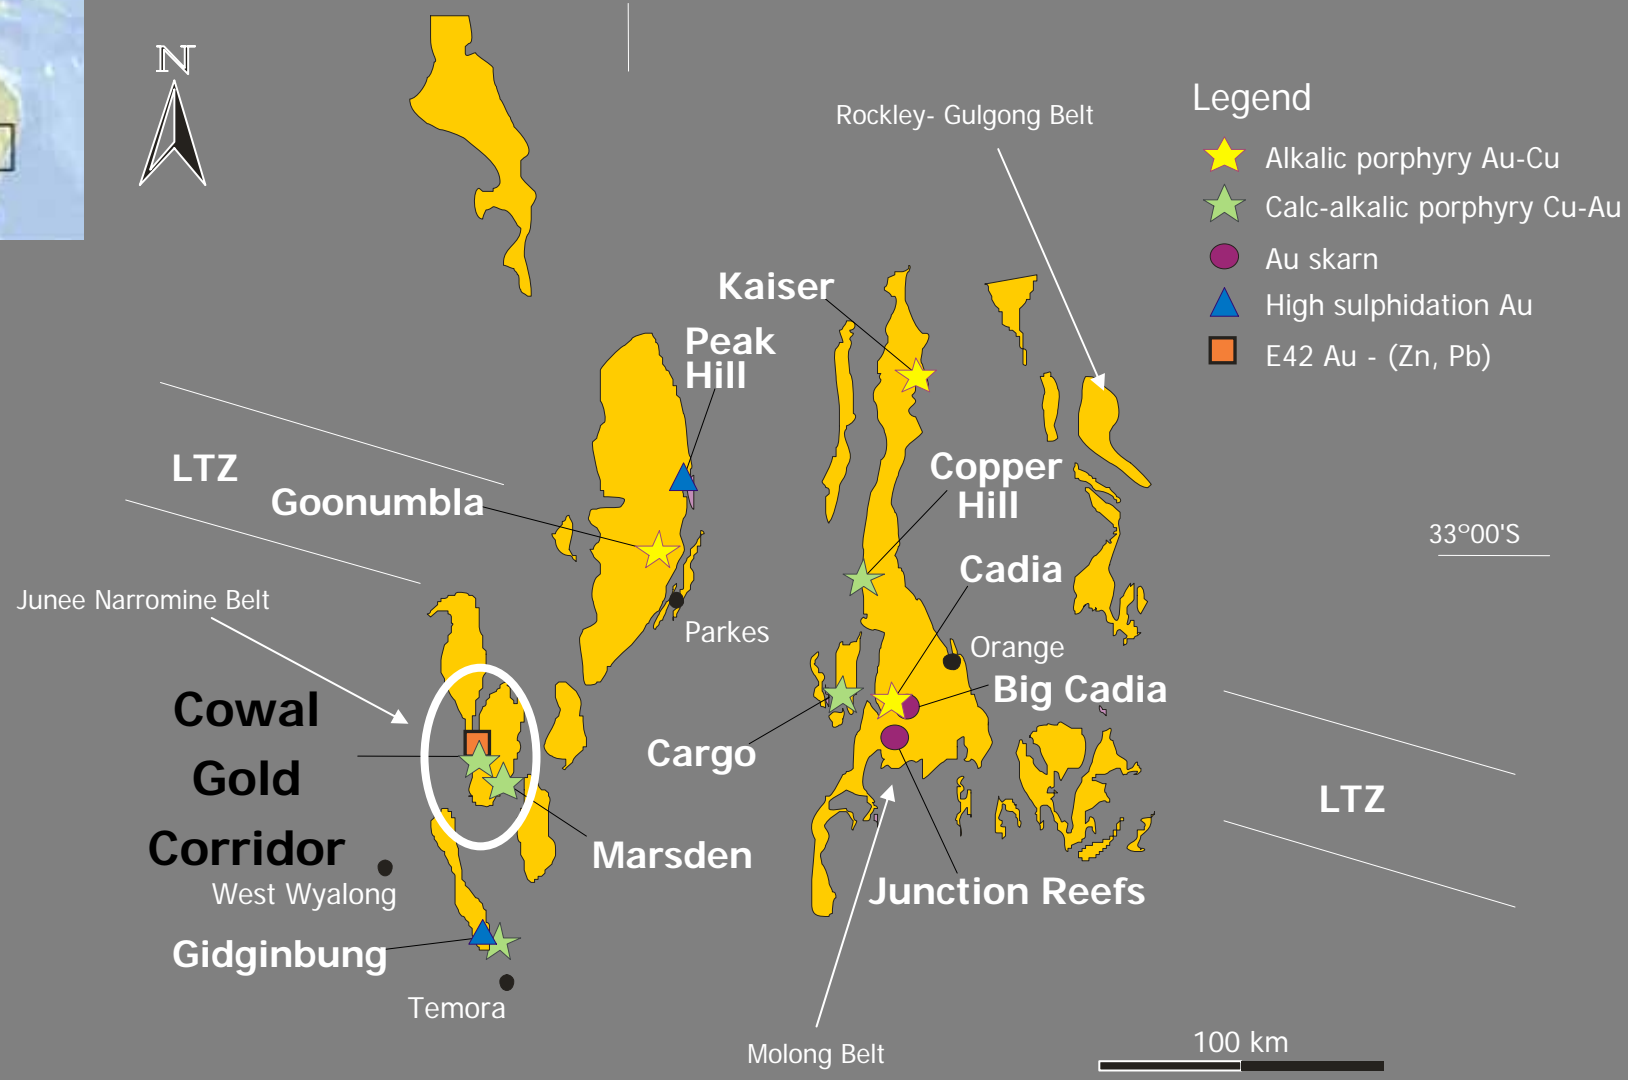 N
Rockley- Gulgong Belt
Legend
Alkalic porphyry Au-Cu
Calc-alkalic porphyry Cu-Au
Au skarn
High sulphidation Au
E42 Au - (Zn, Pb)
Kaiser
Peak
Hill
LTZ
Goonumbla
Copper
Hill
33°00'S
Cadia
Junee Narromine Belt
Parkes
Orange
Big Cadia
Cowal
Gold
Corridor
Cargo
LTZ
Marsden
West Wyalong
Junction Reefs
Gidginbung
Temora
Molong Belt
100 km